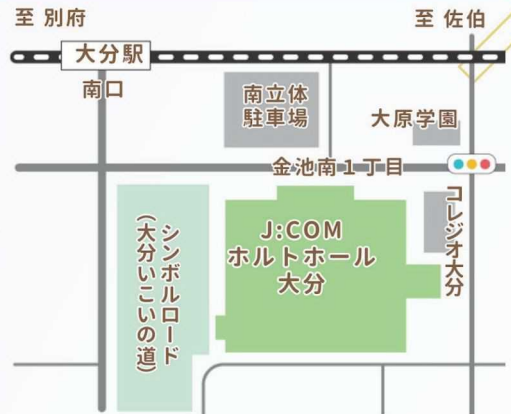 至 別府
至 佐伯
大分駅
南口
南立体
駐車場
大原学園
金池南1丁目
J:COM
ホルトホール
大分
コレジオ大分
シンボルロード
(大分いこいの道)